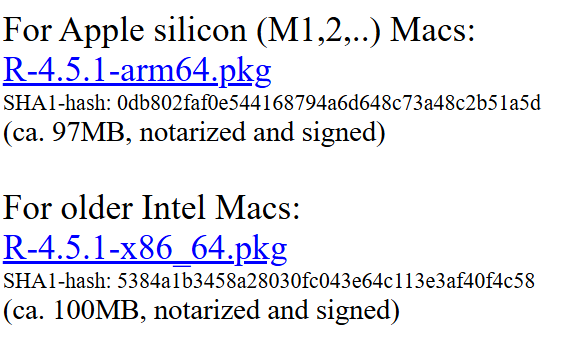 For Apple silicon (M1,2,..) Macs:
R-4.5.1-arm64.pkg
SHA1-hash: 0db802faf0e544168794a6d648c73a48c2b51a5d
(ca. 97MB, notarized and signed)
For older Intel Macs:
R-4.5.1-x86_64.pkg
SHA1-hash: 5384a1b3458a28030fc043e64c113e3af40f4c58
(ca. 100MB, notarized and signed)